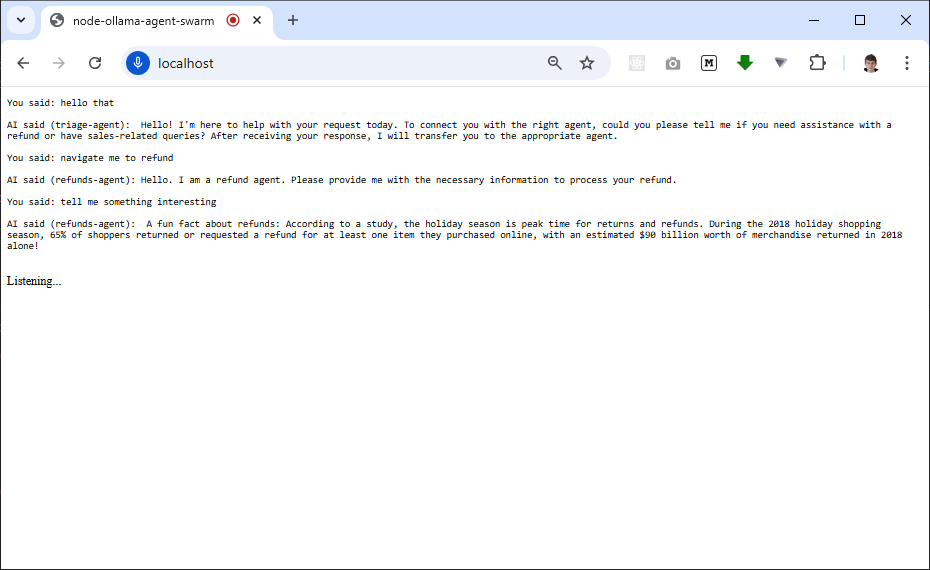 node-ollama-agent-swarm
localhost
M
You said: hello that
AI said (triage-agent):  Hello! I'm here to help with your request today. To connect you with the right agent, could you please tell me if you need assistance with a
refund or have sales-related queries? After receiving your response, I will transfer you to the appropriate agent.
You said: navigate me to refund
AI said (refunds-agent): Hello. I am a refund agent. Please provide me with the necessary information to process your refund.
You said: tell me something interesting
AI said (refunds-agent):  A fun fact about refunds: According to a study, the holiday season is peak time for returns and refunds. During the 2018 holiday shopping
season, 65% of shoppers returned or requested a refund for at least one item they purchased online, with an estimated $90 billion worth of merchandise returned in 2018
alone!
Listening...